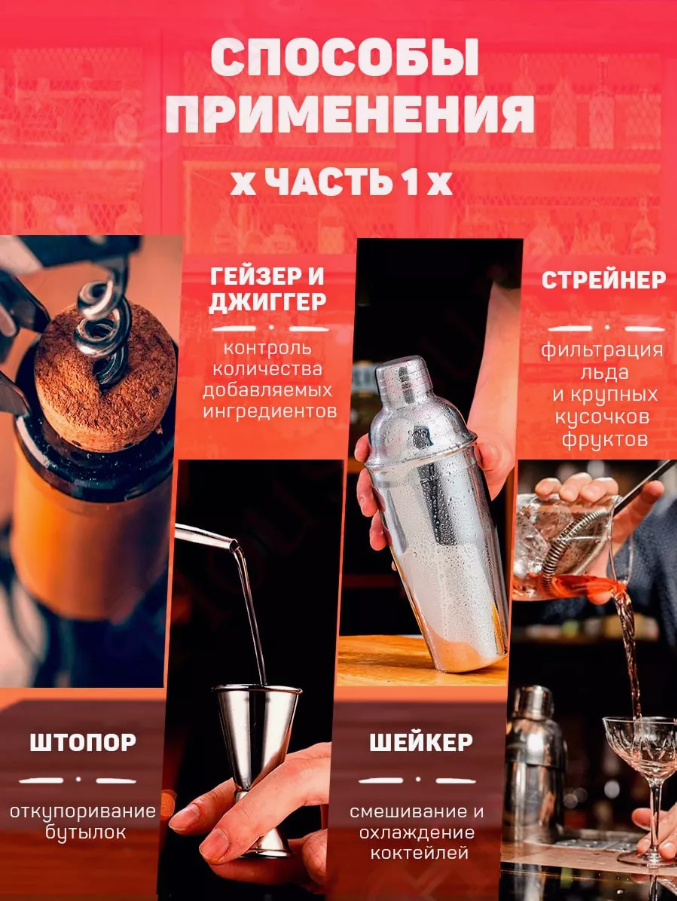 СПОСОБЫ
ПРИМЕНЕНИЯ
х ЧАСТЬ 1 х
ГЕЙЗЕР И
ДЖИГГЕР
контроль
количества
добавляемых
ингредиентов
СТРЕЙНЕР
фильтрация
льда
и крупных
кусочков
фруктов
ШТОПОР
откупоривание
бутылок
ШЕЙКЕР
смешивание и
охлаждение
коктейлей